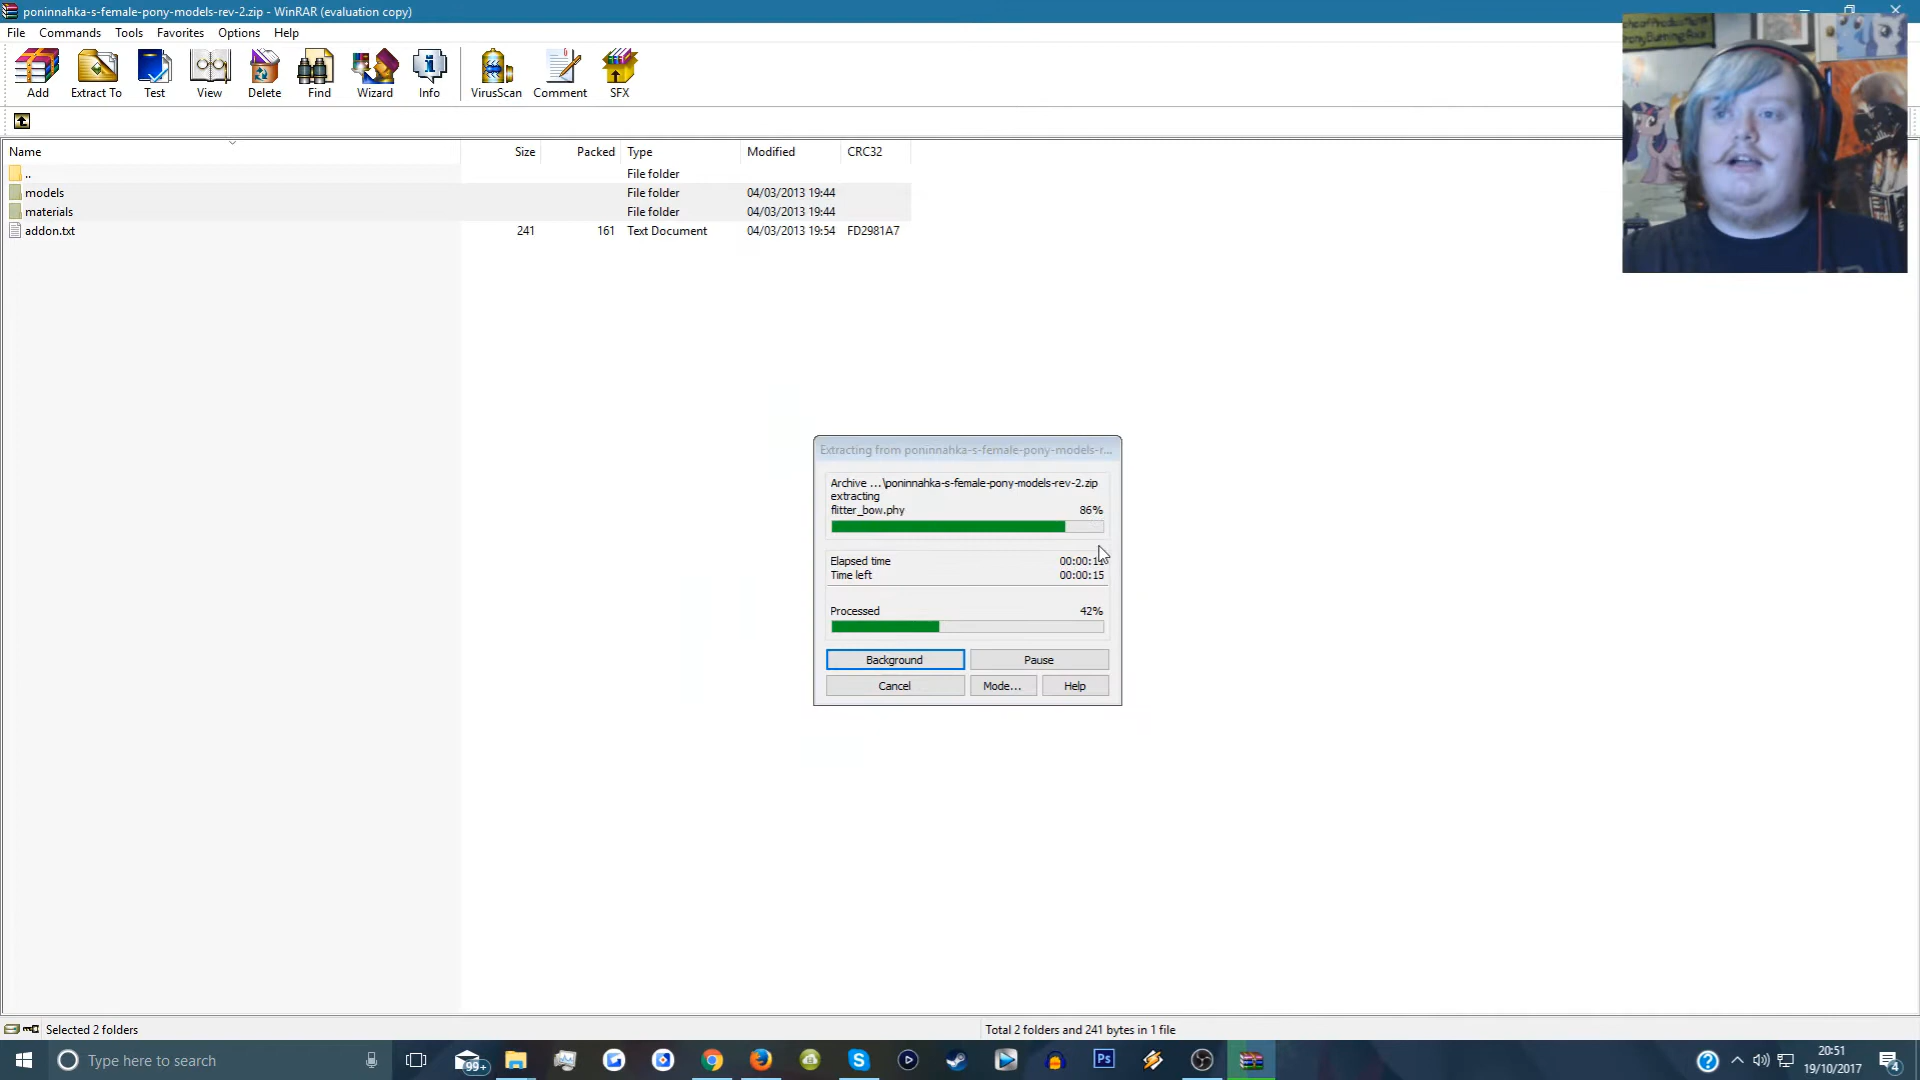 poninnahka-s-female-pony-models-rev-2.zip - WinRAR (evaluation copy)
File Commands Tools Favorites Options Help
Add Extract To Test View Delete Find Wizard Info VirusScan Comment SFX
Name Size Packed Type Modified CRC32
.. File folder
models File folder 04/03/2013 19:44
materials File folder 04/03/2013 19:44
addon.txt 241 161 Text Document 04/03/2013 19:54 FD2981A7
Extracting from poninnahka-s-female-pony-models-r...
Archive ...\poninnahka-s-female-pony-models-rev-2.zip
extracting
flitter_bow.phy 86%
Elapsed time
Time left 00:00:15
Processed 42%
Background Pause
Cancel Mode... Help
Selected 2 folders Total 2 folders and 241 bytes in 1 file
Type here to search 99+ Ps 20:51
19/10/2017 4